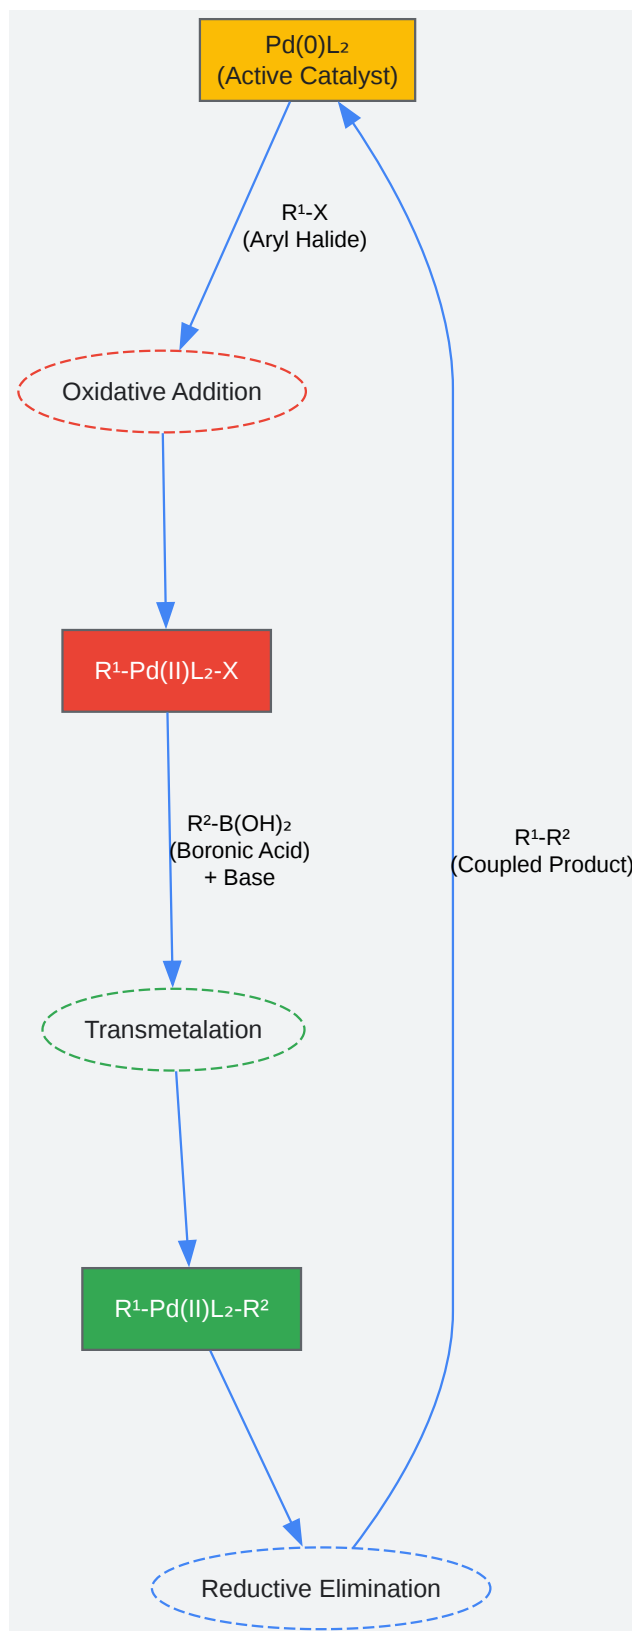 Pd(0)L₂
(Active Catalyst)
R¹-X
(Aryl Halide)
Oxidative Addition
R¹-Pd(II)L₂-X
R²-B(OH)₂
(Boronic Acid)
+ Base
R¹-R²
(Coupled Product)
Transmetalation
R¹-Pd(II)L₂-R²
Reductive Elimination